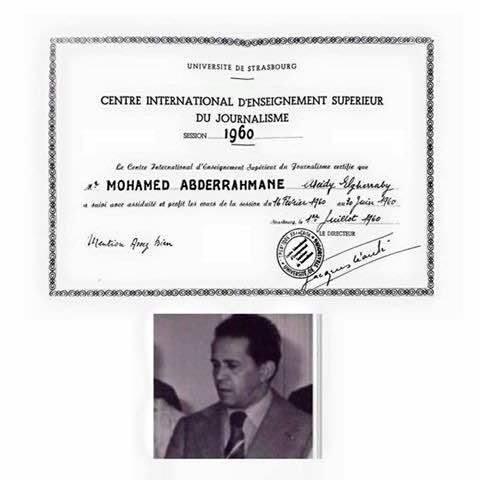 UNIVERSITE DE STRASBOURG
CENTRE INTERNATIONAL D'ENSEIGNEMENT SUPERIEUR
DU JOURNALISME
SESSION 1960
Le Centre International d'Enseignement Supérieur du Journalisme certifie que
Mr MOHAMED ABDERRAHMANE
a suivi avec assiduité et profit les cours de la session du 16 Février 1960 au 30 Juin 1960
Strasbourg, le 1er Juillet 1960
LE DIRECTEUR
Mention Assez bien